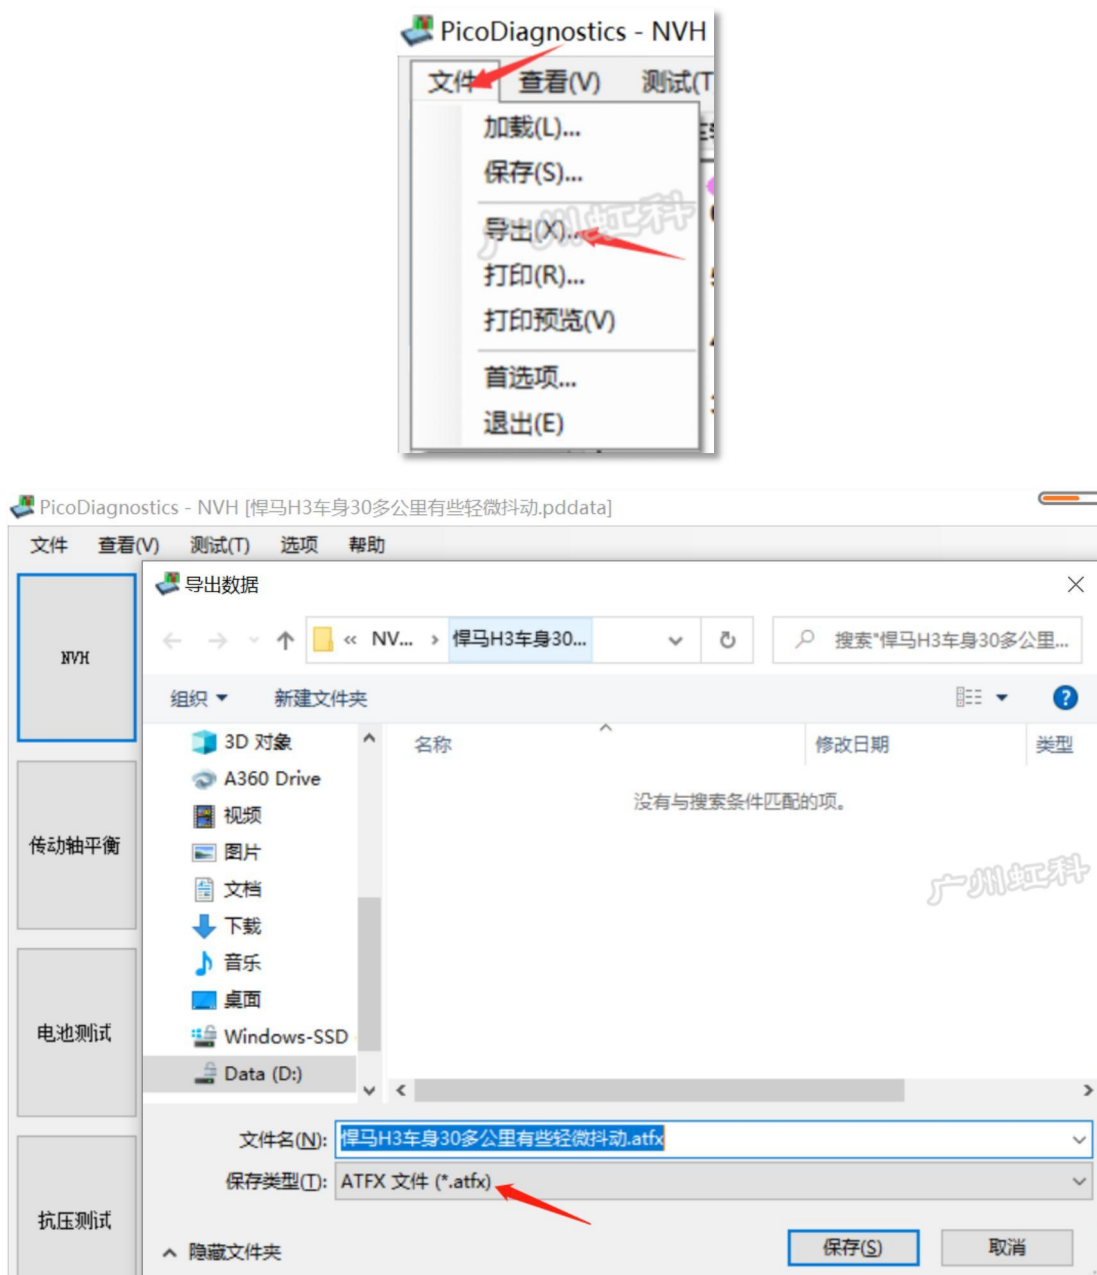 PicoDiagnostics - NVH
文件 查看(V) 测试(T
加载(L)...
保存(S)...
导出(X)...
广州虹科
打印(R)...
打印预览(V)
首选项...
退出(E)
PicoDiagnostics - NVH [悍马H3车身30多公里有些轻微抖动.pddata]
文件 查看(V) 测试(T) 选项 帮助
导出数据
« NV... › 悍马H3车身30... 搜索"悍马H3车身30多公里...
NVH
组织 新建文件夹
3D 对象 名称 修改日期 类型
A360 Drive
视频 没有与搜索条件匹配的项。
传动轴平衡
图片
文档 广州虹科
下载
音乐
桌面
电池测试 Windows-SSD
Data (D:)
文件名(N): 悍马H3车身30多公里有些轻微抖动.atfx
保存类型(T): ATFX 文件 (*.atfx)
抗压测试
隐藏文件夹 保存(S) 取消